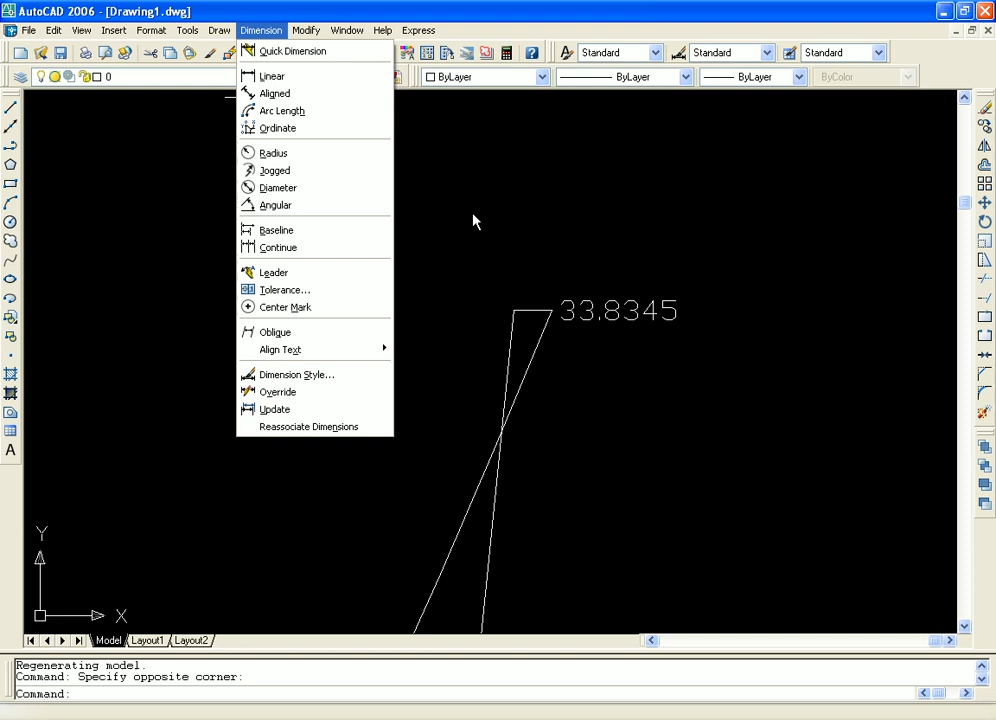 AutoCAD 2006 - [Drawing1.dwg]
File Edit View Insert Format Tools Draw Dimension Modify Window Help Express
Standard Standard Standard
0 ByLayer ByLayer ByLayer ByColor
Quick Dimension
Linear
Aligned
Arc Length
Ordinate
Radius
Jogged
Diameter
Angular
Baseline
Continue
Leader
Tolerance...
Center Mark
Oblique
Align Text
Dimension Style...
Override
Update
Reassociate Dimensions
33.8345
A
Y
X
Model Layout1 Layout2
Regenerating model.
Command: Specify opposite corner:
Command: